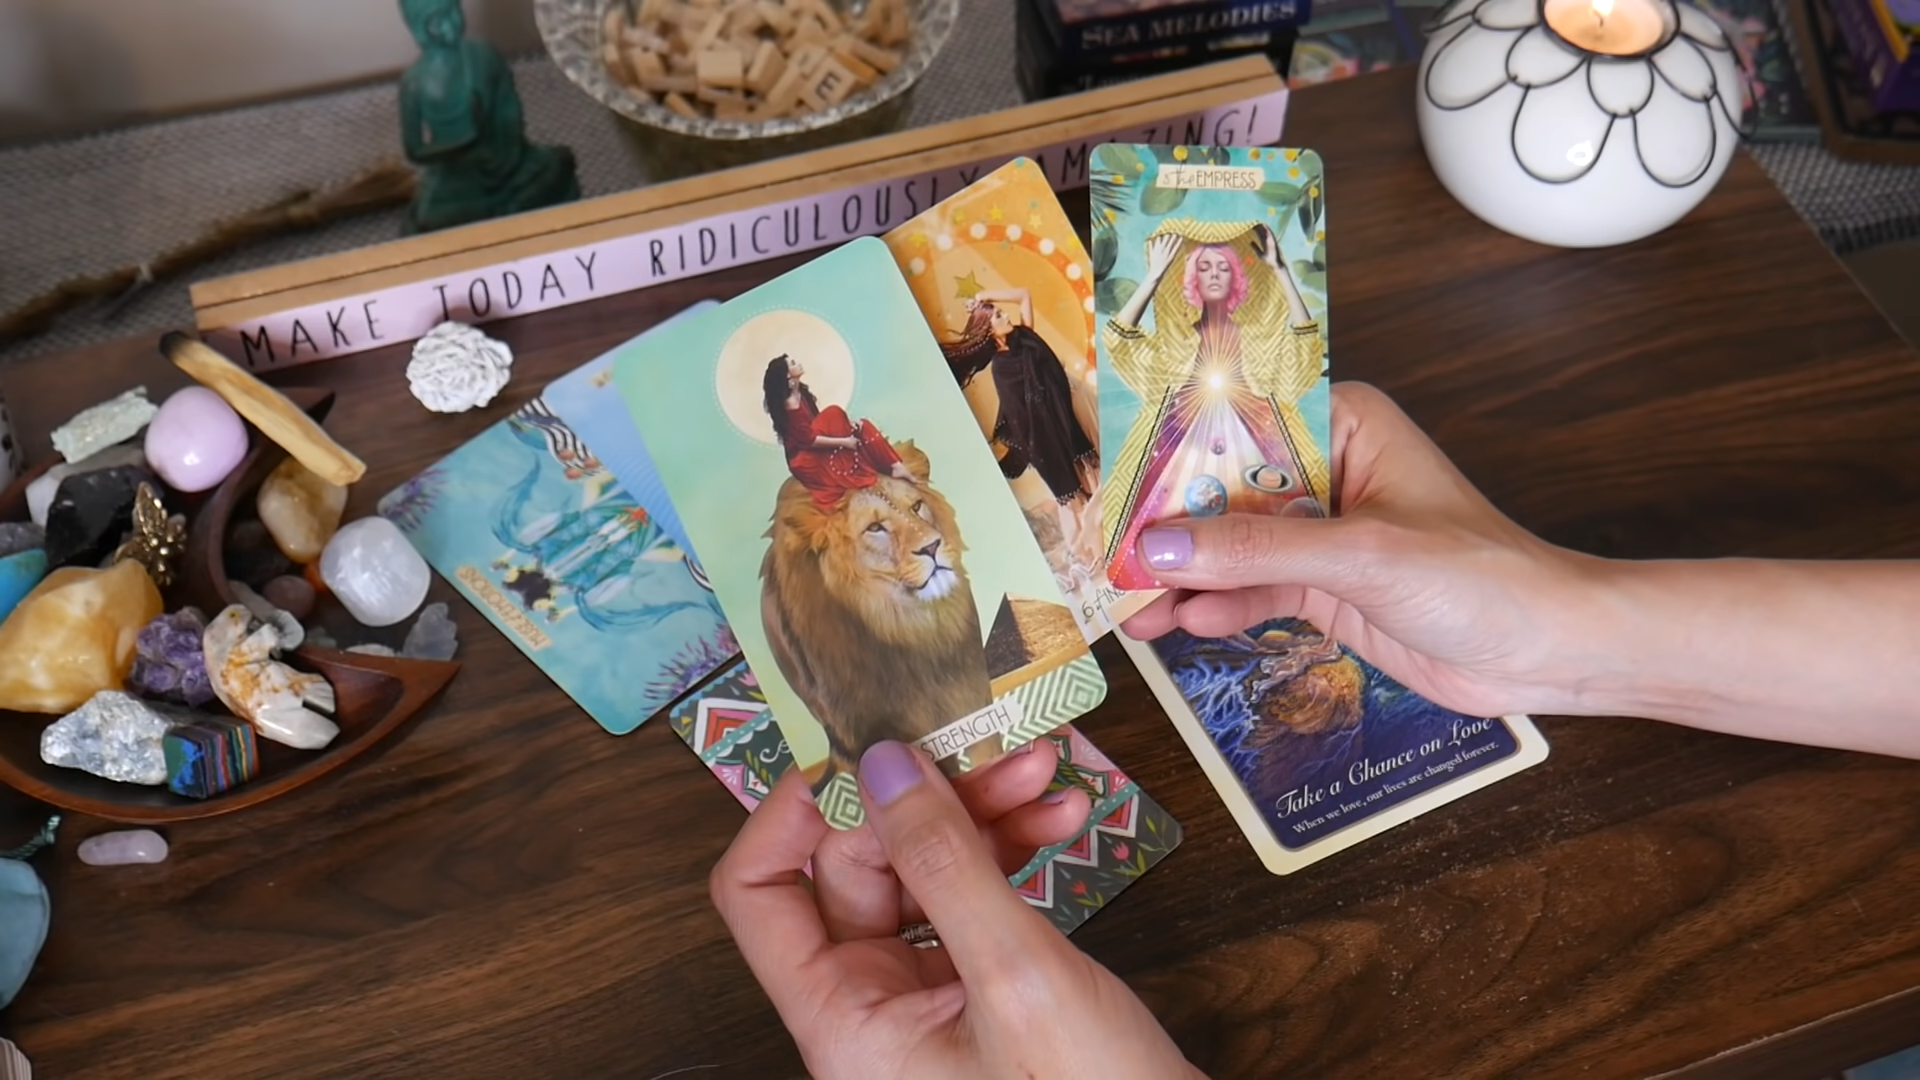 SEA MELODIES
E
MAKE TODAY RIDICULOUSLY AMAZING!
the EMPRESS
STRENGTH
6
Take a Chance on Love
When we love, our lives are changed forever.